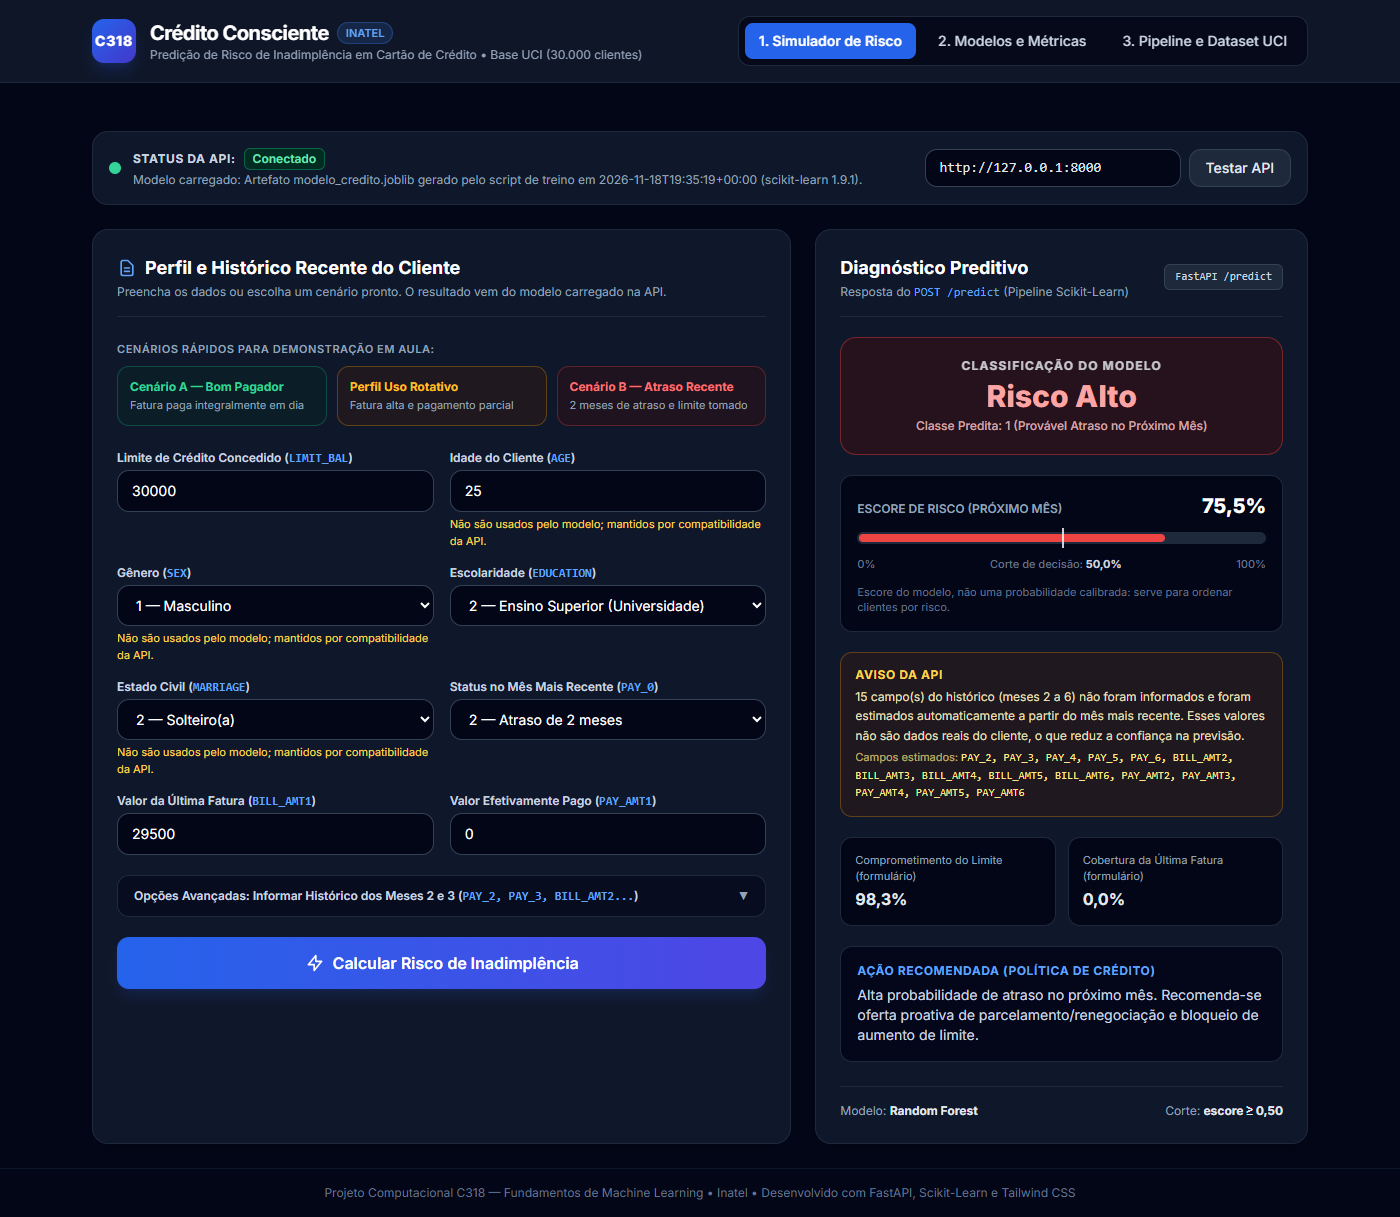 C318
Crédito Consciente
INATEL
Predição de Risco de Inadimplência em Cartão de Crédito • Base UCI (30.000 clientes)
1. Simulador de Risco
2. Modelos e Métricas
3. Pipeline e Dataset UCI
STATUS DA API:
Conectado
Modelo carregado: Artefato modelo_credito.joblib gerado pelo script de treino em 2026-11-18T19:35:19+00:00 (scikit-learn 1.9.1).
http://127.0.0.1:8000
Testar API
Perfil e Histórico Recente do Cliente
Preencha os dados ou escolha um cenário pronto. O resultado vem do modelo carregado na API.
CENÁRIOS RÁPIDOS PARA DEMONSTRAÇÃO EM AULA:
Cenário A — Bom Pagador
Fatura paga integralmente em dia
Perfil Uso Rotativo
Fatura alta e pagamento parcial
Cenário B — Atraso Recente
2 meses de atraso e limite tomado
Limite de Crédito Concedido (LIMIT_BAL)
30000
Idade do Cliente (AGE)
25
Não são usados pelo modelo; mantidos por compatibilidade
da API.
Gênero (SEX)
1 — Masculino
Não são usados pelo modelo; mantidos por compatibilidade
da API.
Escolaridade (EDUCATION)
2 — Ensino Superior (Universidade)
Estado Civil (MARRIAGE)
2 — Solteiro(a)
Não são usados pelo modelo; mantidos por compatibilidade
da API.
Status no Mês Mais Recente (PAY_0)
2 — Atraso de 2 meses
Valor da Última Fatura (BILL_AMT1)
29500
Valor Efetivamente Pago (PAY_AMT1)
0
Opções Avançadas: Informar Histórico dos Meses 2 e 3 (PAY_2, PAY_3, BILL_AMT2...)
▼
Calcular Risco de Inadimplência
Diagnóstico Preditivo
Resposta do POST /predict (Pipeline Scikit-Learn)
FastAPI /predict
CLASSIFICAÇÃO DO MODELO
Risco Alto
Classe Predita: 1 (Provável Atraso no Próximo Mês)
ESCORE DE RISCO (PRÓXIMO MÊS)
75,5%
0%
Corte de decisão: 50,0%
100%
Escore do modelo, não uma probabilidade calibrada: serve para ordenar
clientes por risco.
AVISO DA API
15 campo(s) do histórico (meses 2 a 6) não foram informados e foram
estimados automaticamente a partir do mês mais recente. Esses valores
não são dados reais do cliente, o que reduz a confiança na previsão.
Campos estimados: PAY_2, PAY_3, PAY_4, PAY_5, PAY_6, BILL_AMT2,
BILL_AMT3, BILL_AMT4, BILL_AMT5, BILL_AMT6, PAY_AMT2, PAY_AMT3,
PAY_AMT4, PAY_AMT5, PAY_AMT6
Comprometimento do Limite
(formulário)
98,3%
Cobertura da Última Fatura
(formulário)
0,0%
AÇÃO RECOMENDADA (POLÍTICA DE CRÉDITO)
Alta probabilidade de atraso no próximo mês. Recomenda-se
oferta proativa de parcelamento/renegociação e bloqueio de
aumento de limite.
Modelo: Random Forest
Corte: escore ≥ 0,50
Projeto Computacional C318 — Fundamentos de Machine Learning • Inatel • Desenvolvido com FastAPI, Scikit-Learn e Tailwind CSS